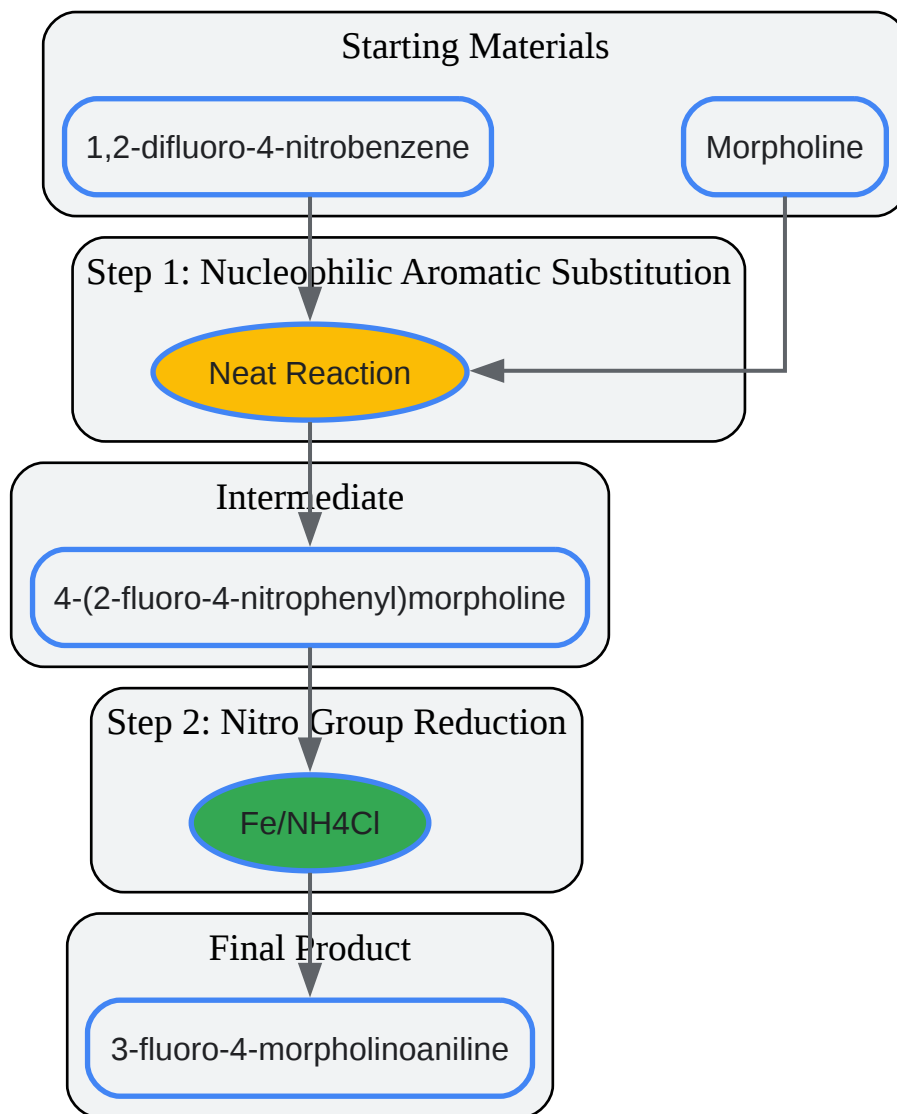 Starting Materials
1,2-difluoro-4-nitrobenzene
Morpholine
Step 1: Nucleophilic Aromatic Substitution
Neat Reaction
Intermediate
4-(2-fluoro-4-nitrophenyl)morpholine
Step 2: Nitro Group Reduction
Fe/NH4Cl
Final Product
3-fluoro-4-morpholinoaniline